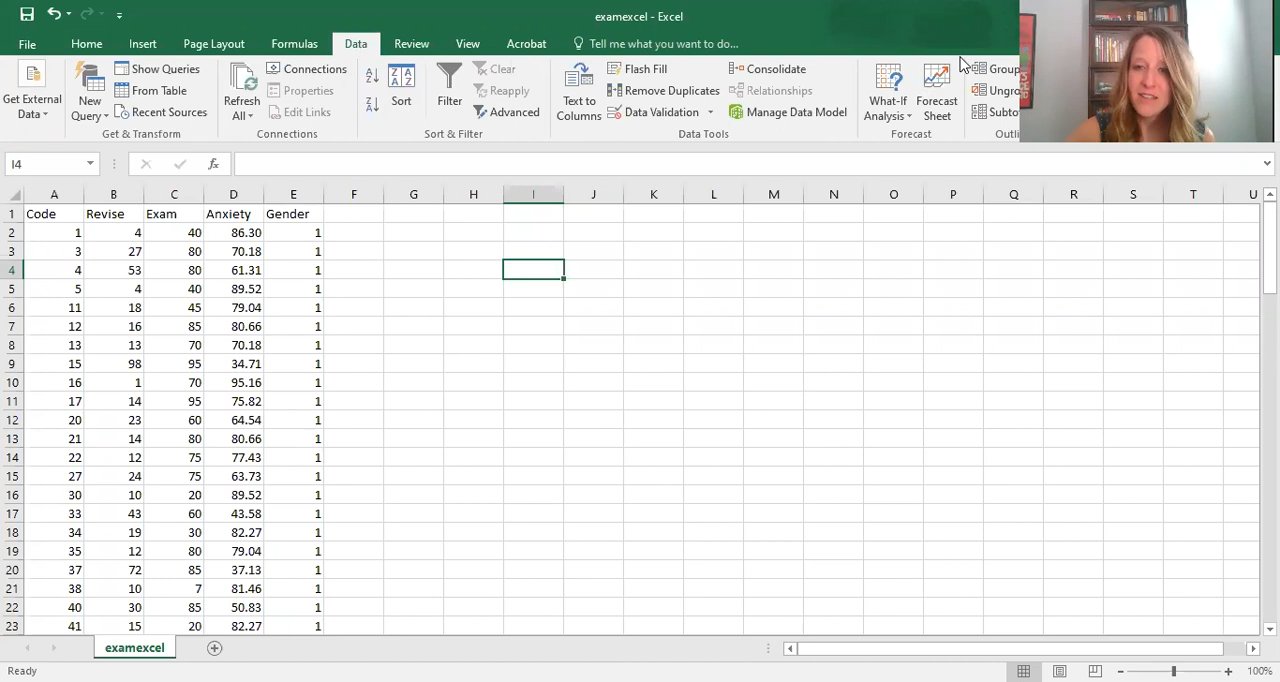 examexcel - Excel
File Home Insert Page Layout Formulas Data Review View Acrobat Tell me what you want to do...
Get External Data
New Query
Show Queries
From Table
Recent Sources
Get & Transform
Refresh All
Connections
Properties
Edit Links
Connections
Sort
Filter
Clear
Reapply
Advanced
Sort & Filter
Text to Columns
Flash Fill
Remove Duplicates
Data Validation
Consolidate
Relationships
Manage Data Model
Data Tools
What-If Analysis
Forecast Sheet
Forecast
Group
Ungro
Subto
Outli
I4 fx
A B C D E F G H I J K L M N O P Q R S T U
1 Code Revise Exam Anxiety Gender
2 1 4 40 86.30 1
3 3 27 80 70.18 1
4 4 53 80 61.31 1
5 5 4 40 89.52 1
6 11 18 45 79.04 1
7 12 16 85 80.66 1
8 13 13 70 70.18 1
9 15 98 95 34.71 1
10 16 1 70 95.16 1
11 17 14 95 75.82 1
12 20 23 60 64.54 1
13 21 14 80 80.66 1
14 22 12 75 77.43 1
15 27 24 75 63.73 1
16 30 10 20 89.52 1
17 33 43 60 43.58 1
18 34 19 30 82.27 1
19 35 12 80 79.04 1
20 37 72 85 37.13 1
21 38 10 7 81.46 1
22 40 30 85 50.83 1
23 41 15 20 82.27 1
examexcel
Ready 100%